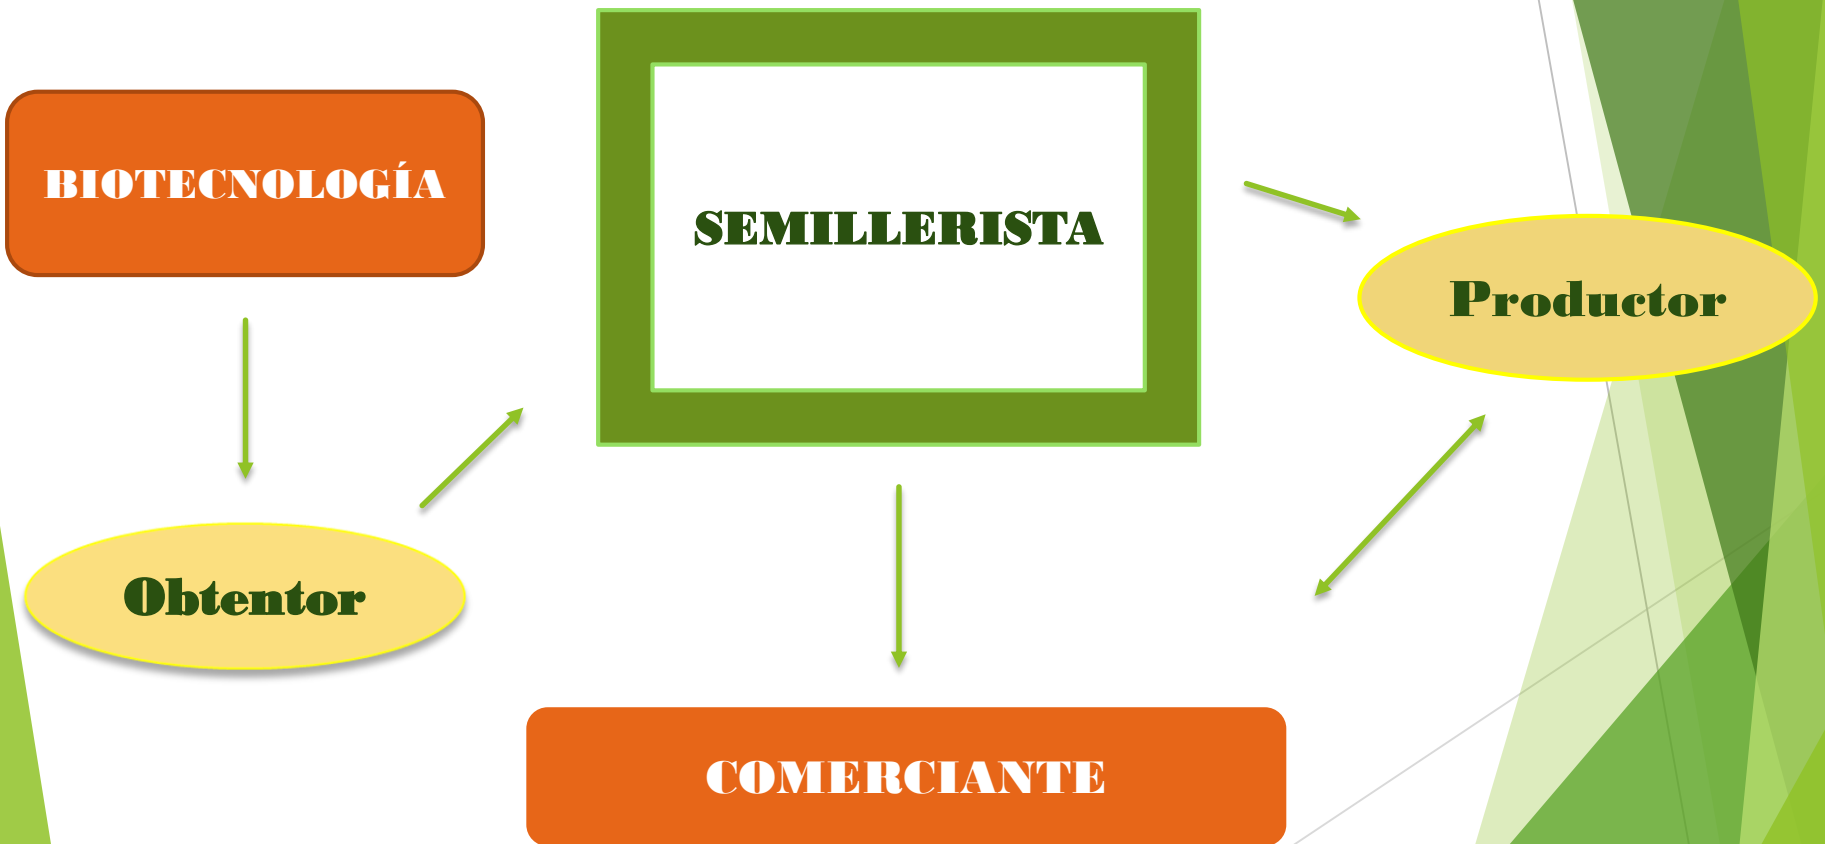 BIOTECNOLOGÍA
SEMILLERISTA
Productor
Obtentor
COMERCIANTE